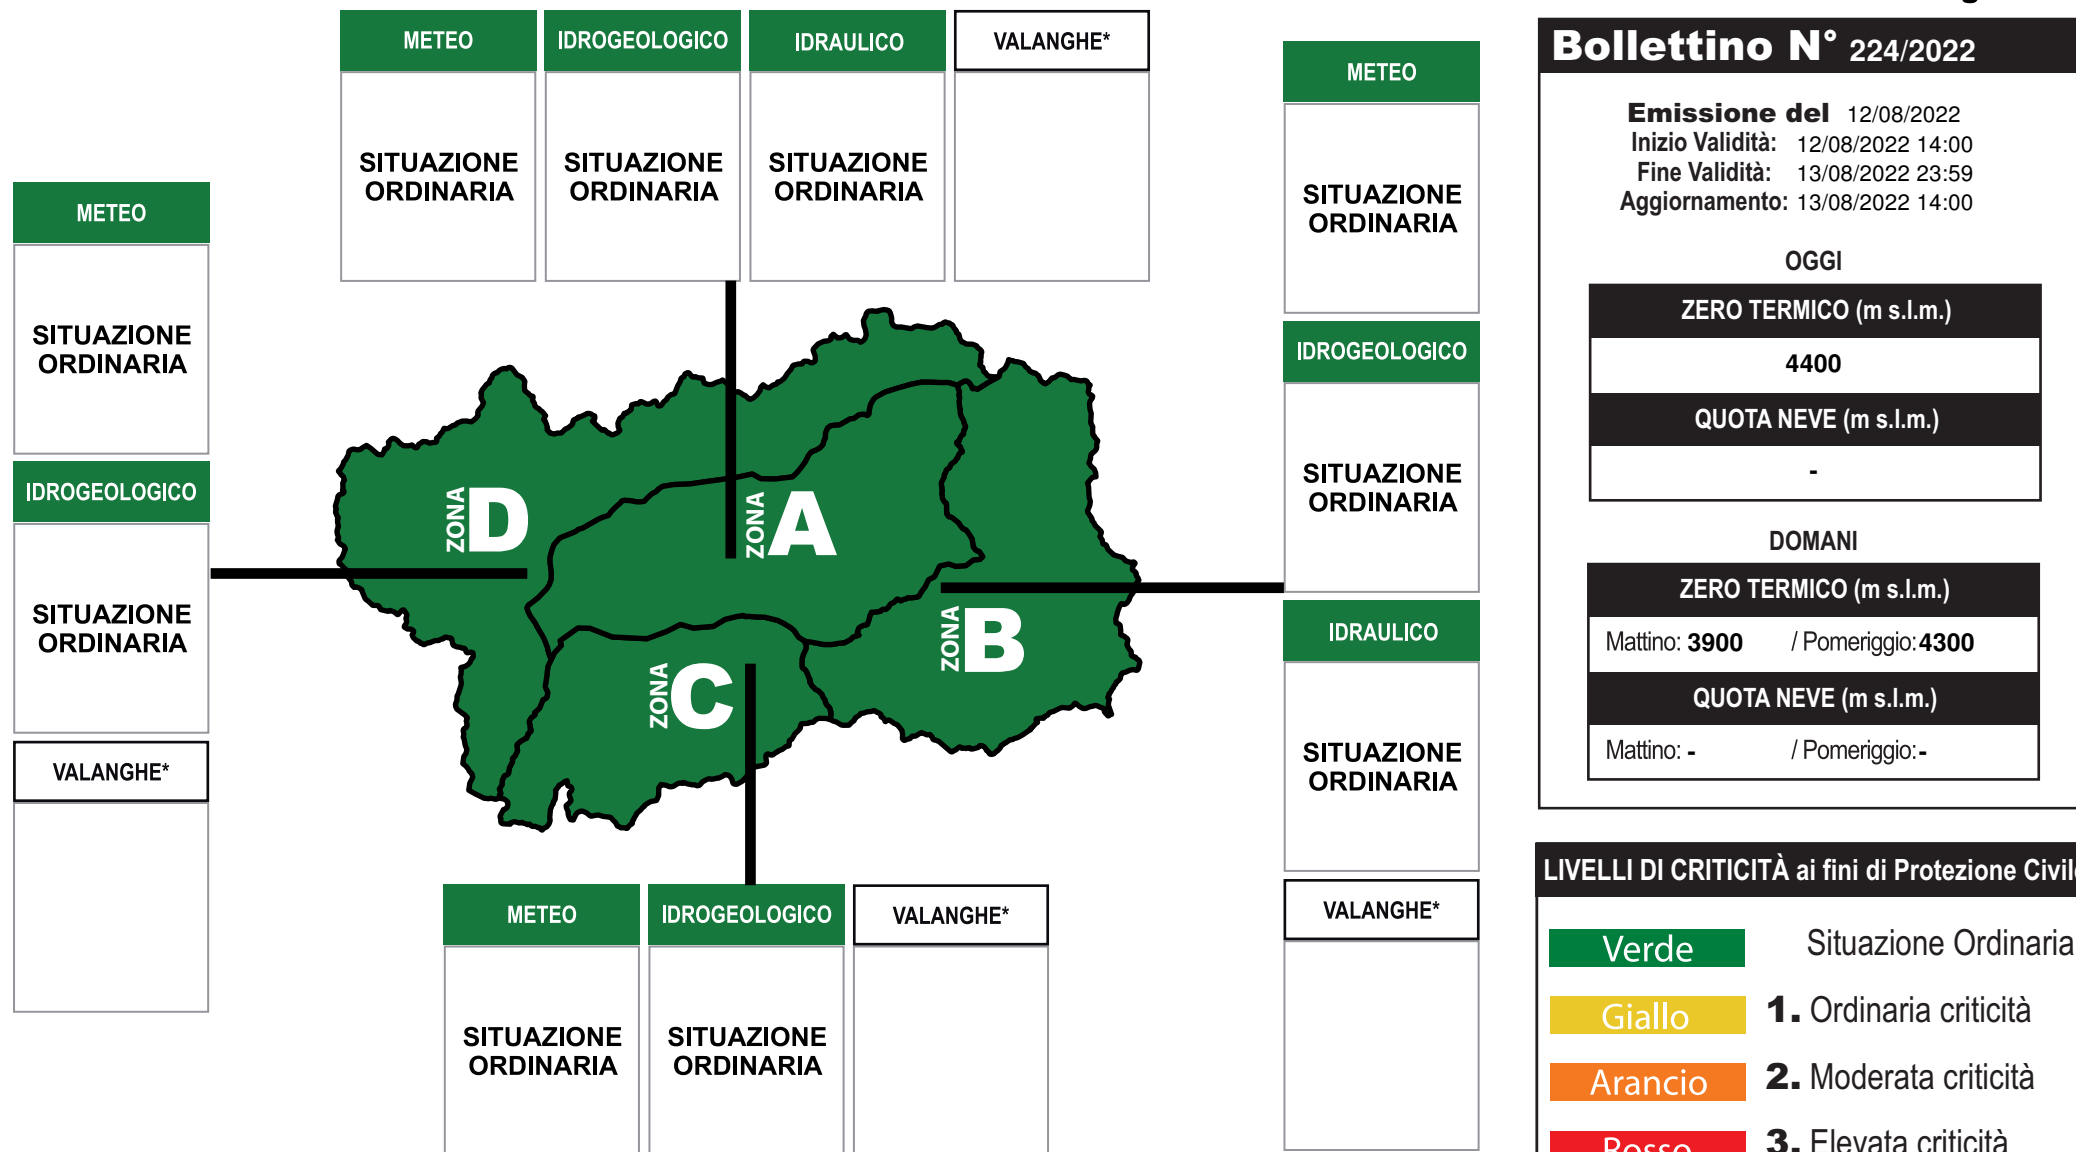 METEO
IDROGEOLOGICO
IDRAULICO
VALANGHE*
SITUAZIONE
ORDINARIA
SITUAZIONE
ORDINARIA
SITUAZIONE
ORDINARIA
METEO
SITUAZIONE
ORDINARIA
IDROGEOLOGICO
SITUAZIONE
ORDINARIA
VALANGHE*
ZONA D
ZONA A
ZONA B
ZONA C
METEO
SITUAZIONE
ORDINARIA
IDROGEOLOGICO
SITUAZIONE
ORDINARIA
IDRAULICO
SITUAZIONE
ORDINARIA
VALANGHE*
METEO
IDROGEOLOGICO
VALANGHE*
SITUAZIONE
ORDINARIA
SITUAZIONE
ORDINARIA
Bollettino N° 224/2022
Emissione del 12/08/2022
Inizio Validità: 12/08/2022 14:00
Fine Validità: 13/08/2022 23:59
Aggiornamento: 13/08/2022 14:00
OGGI
ZERO TERMICO (m s.l.m.)
4400
QUOTA NEVE (m s.l.m.)
-
DOMANI
ZERO TERMICO (m s.l.m.)
Mattino: 3900 / Pomeriggio: 4300
QUOTA NEVE (m s.l.m.)
Mattino: - / Pomeriggio: -
LIVELLI DI CRITICITÀ ai fini di Protezione Civile
Verde Situazione Ordinaria
Giallo 1. Ordinaria criticità
Arancio 2. Moderata criticità
Rosso 3. Elevata criticità